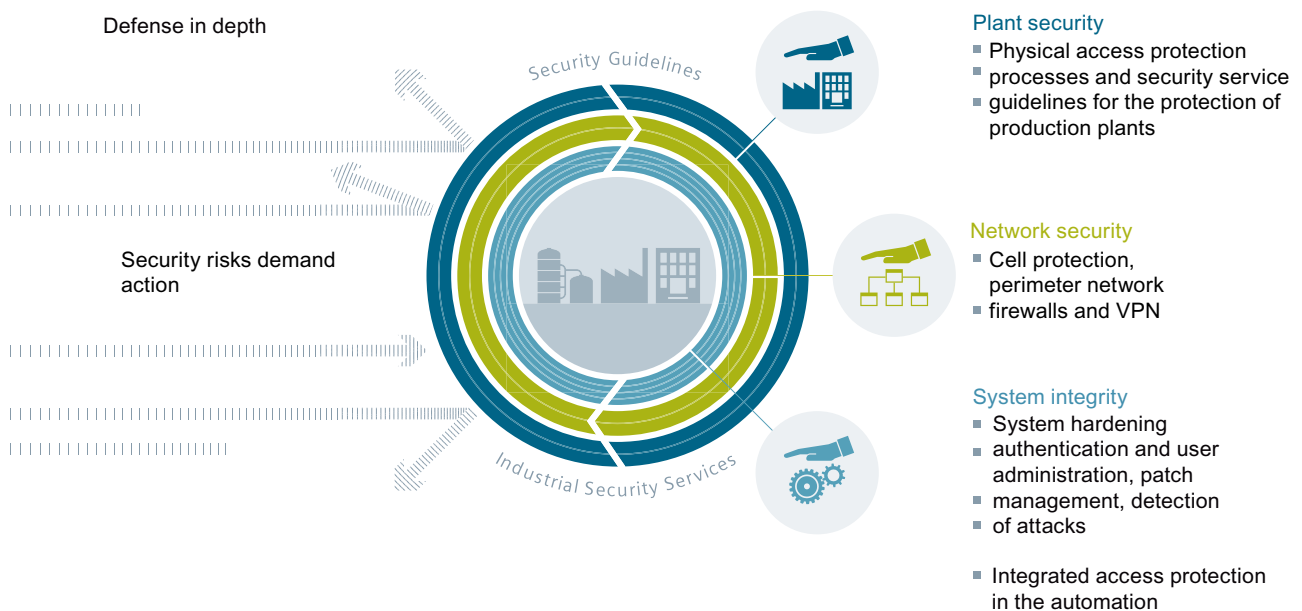 Defense in depth
Security risks demand
action
Security Guidelines
Industrial Security Services
Plant security
Physical access protection
processes and security service
guidelines for the protection of
production plants
Network security
Cell protection,
perimeter network
firewalls and VPN
System integrity
System hardening
authentication and user
administration, patch
management, detection
of attacks
Integrated access protection
in the automation